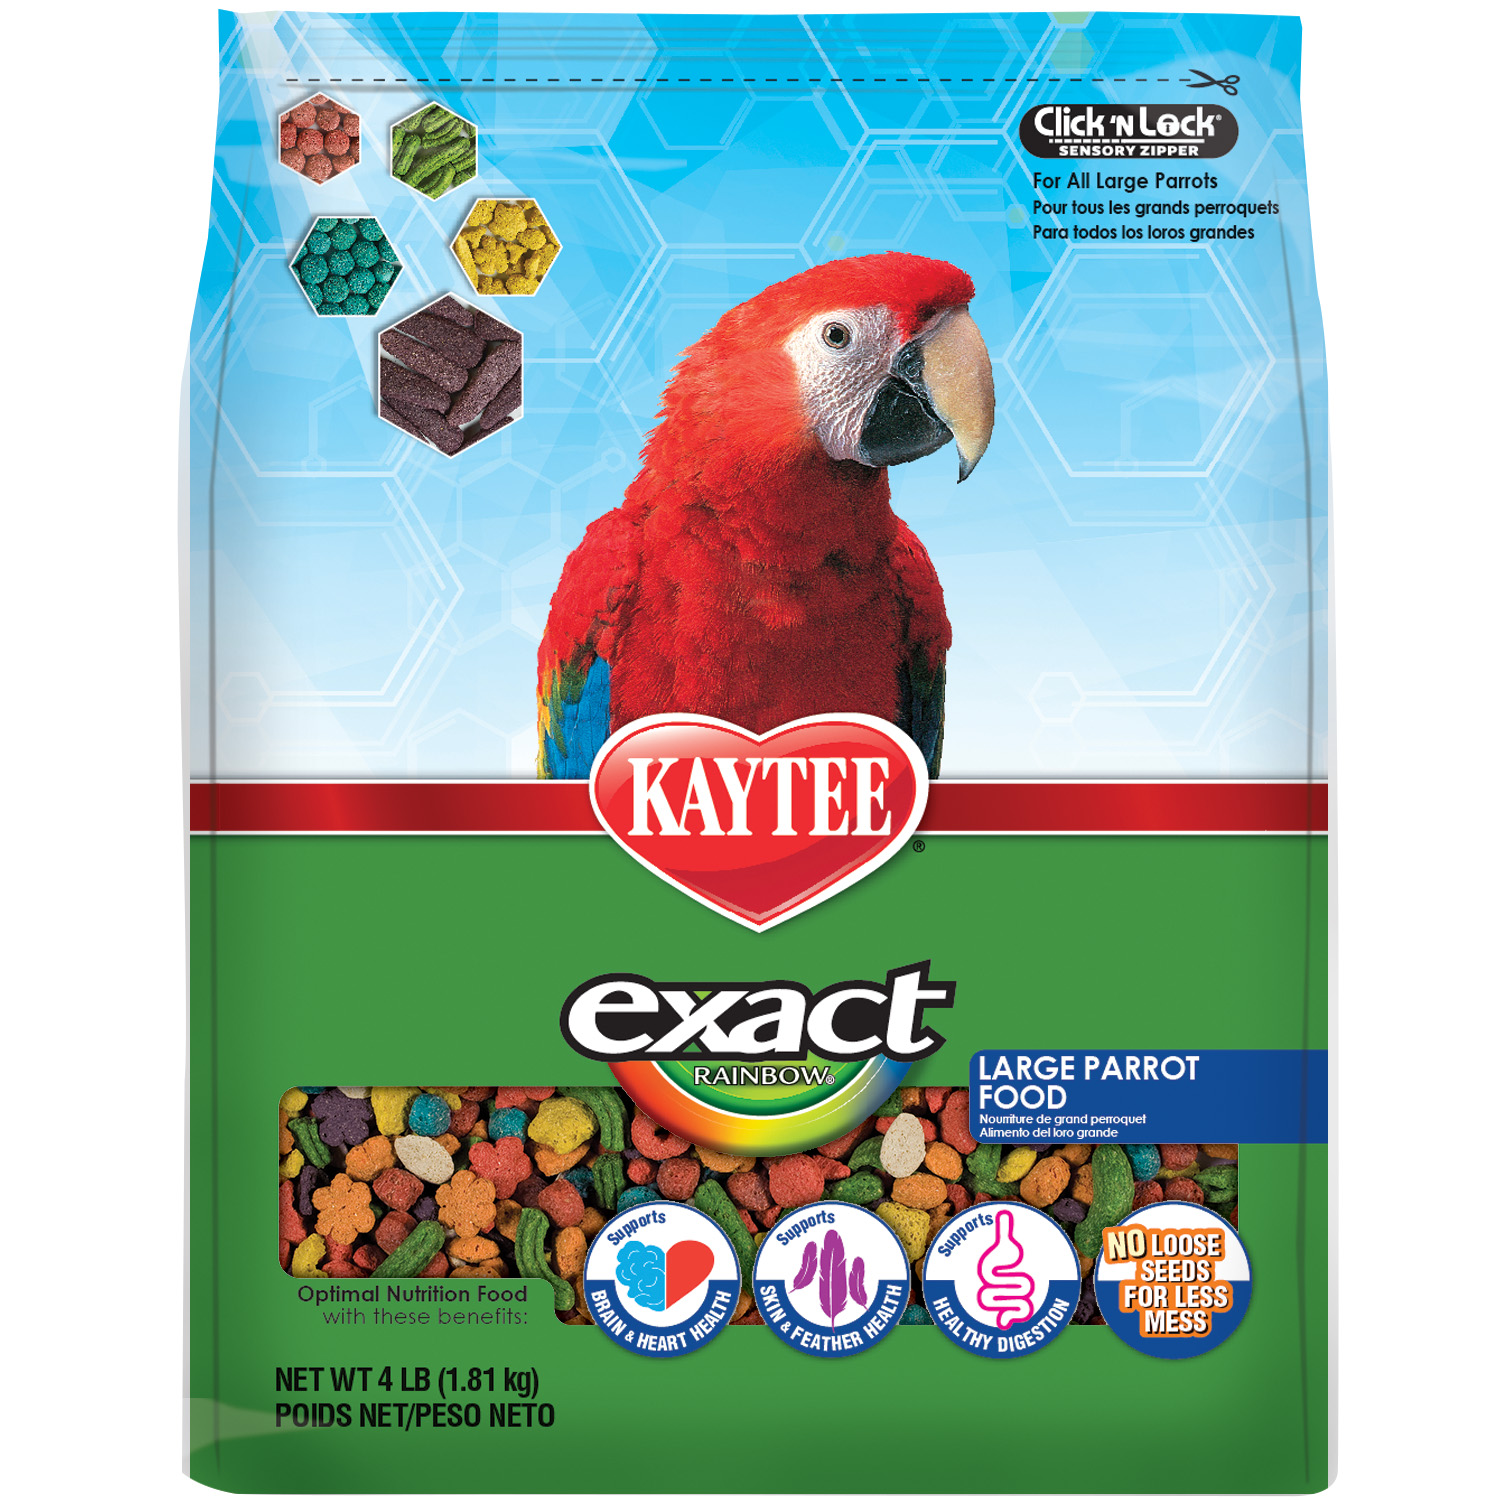 Click 'N Lock®
SENSORY ZIPPER
For All Large Parrots
Pour tous les grands perroquets
Para todos los loros grandes
KAYTEE®
exact
RAINBOW®
LARGE PARROT
FOOD
Nourriture de grand perroquet
Alimento del loro grande
Optimal Nutrition Food
with these benefits:
Supports
BRAIN & HEART HEALTH
Supports
SKIN & FEATHER HEALTH
Supports
HEALTHY DIGESTION
NO LOOSE
SEEDS
FOR LESS
MESS
NET WT 4 LB (1.81 kg)
POIDS NET/PESO NETO